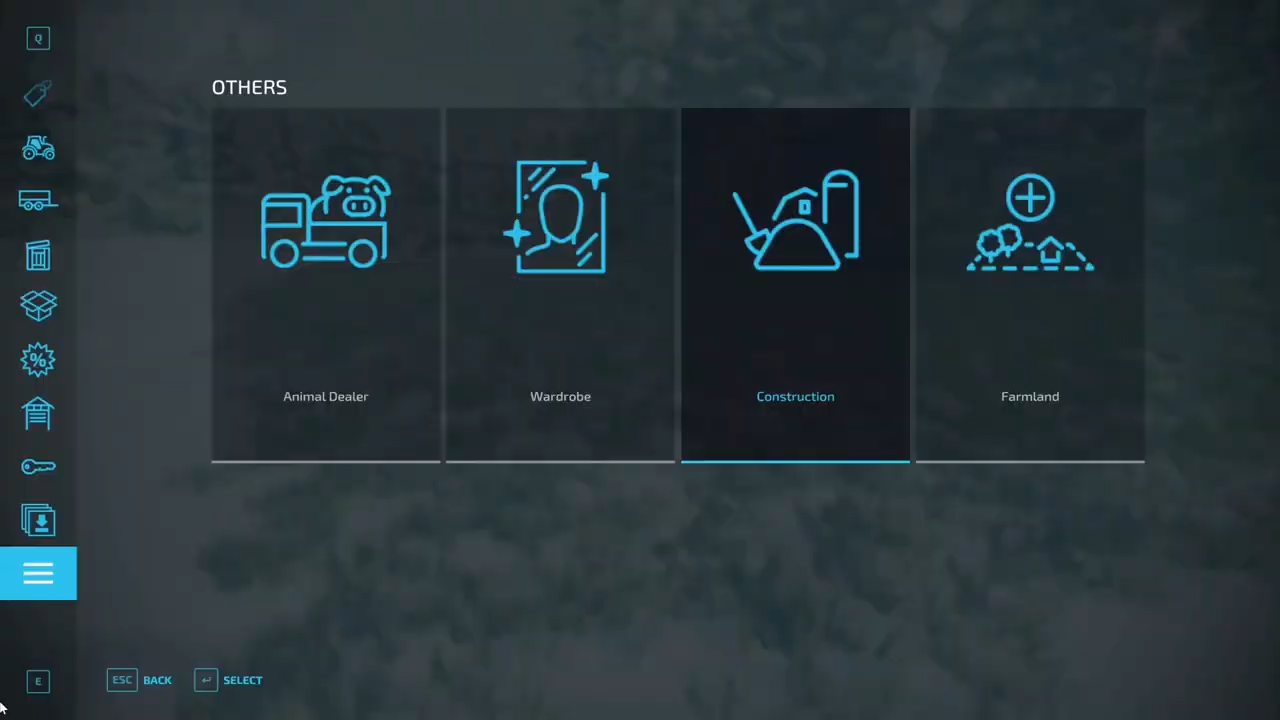 Q
OTHERS
Animal Dealer
Wardrobe
Construction
Farmland
%
E
ESC BACK ↵ SELECT